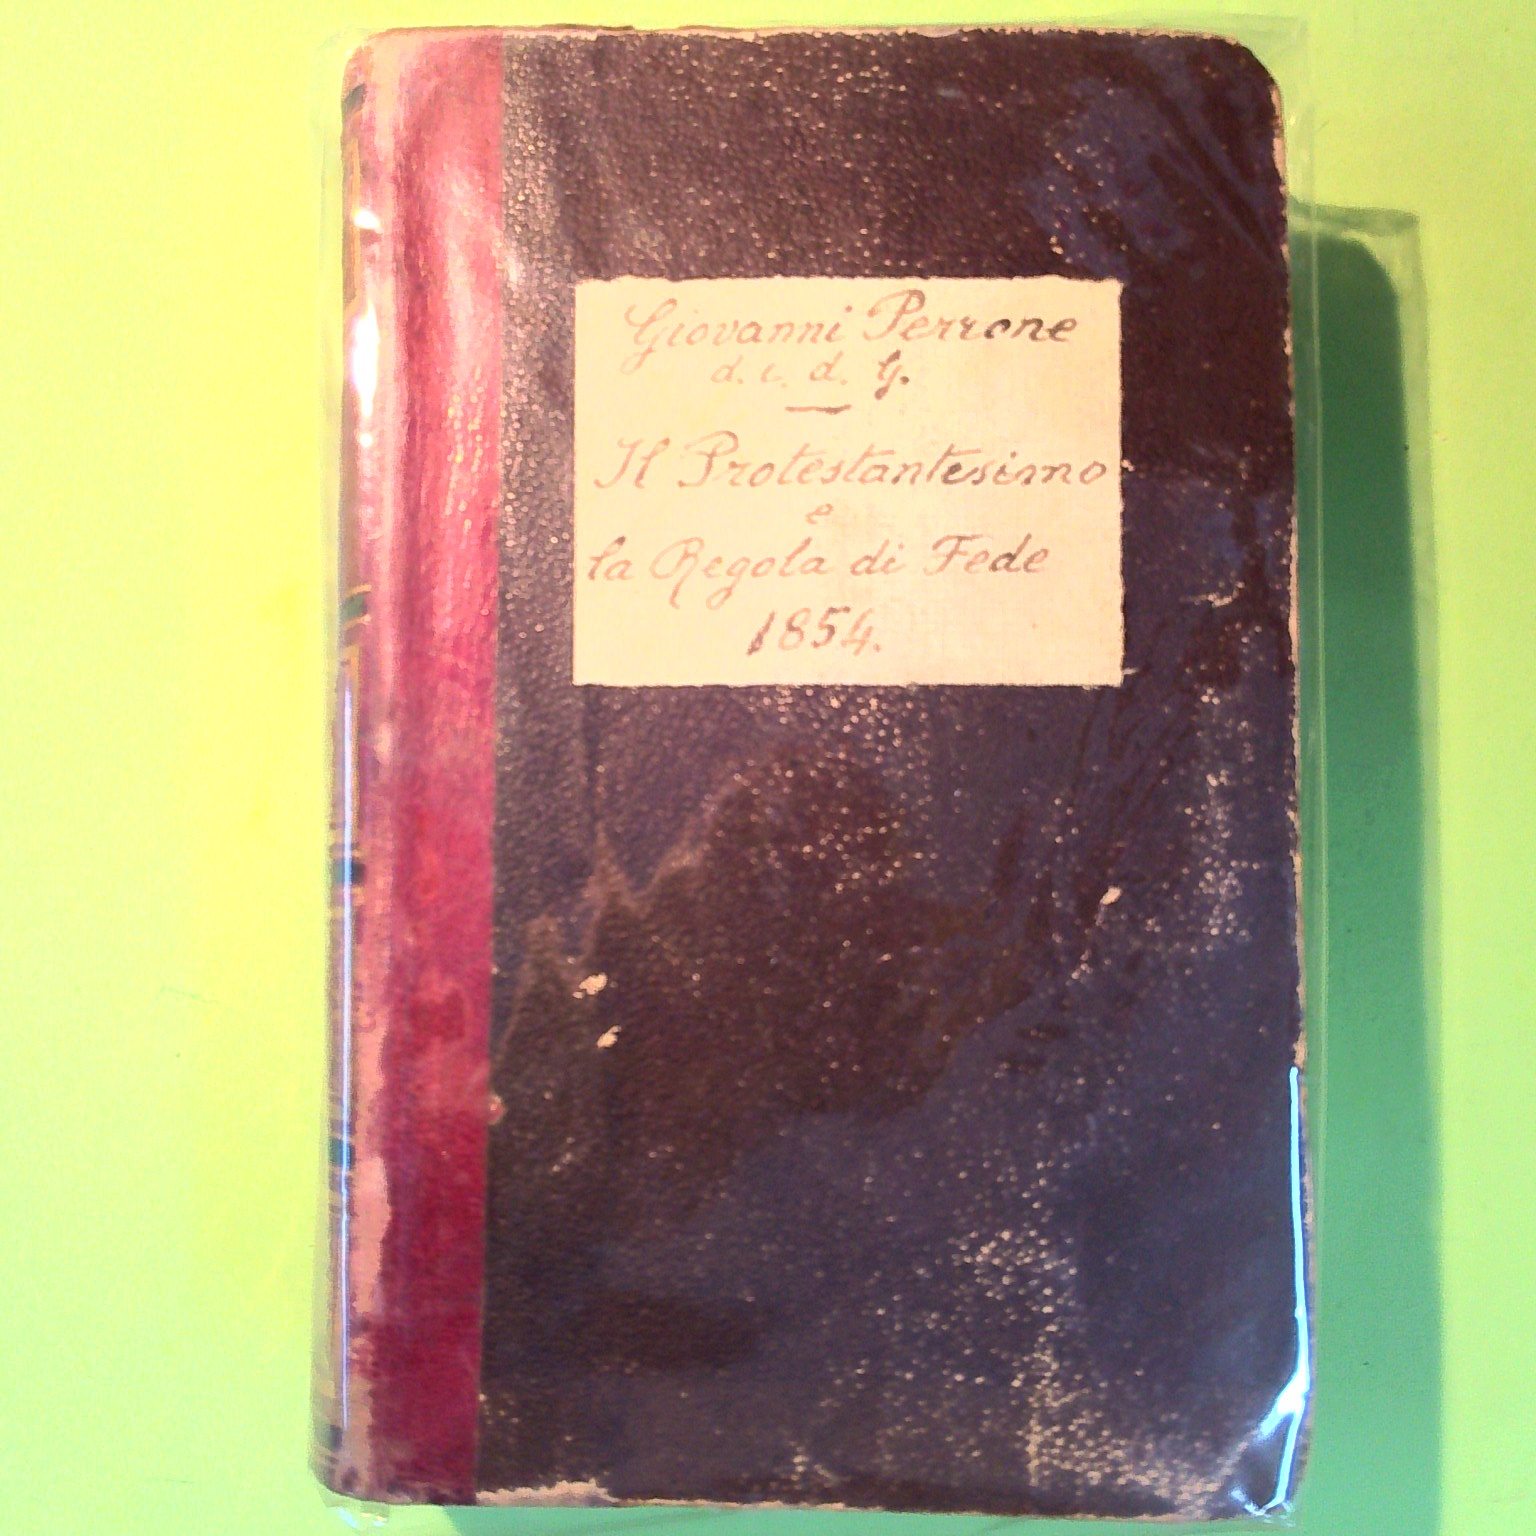 Giovanni Perrone
d. c. d. G.
Il Protestantesimo
e
la Regola di Fede
1854.